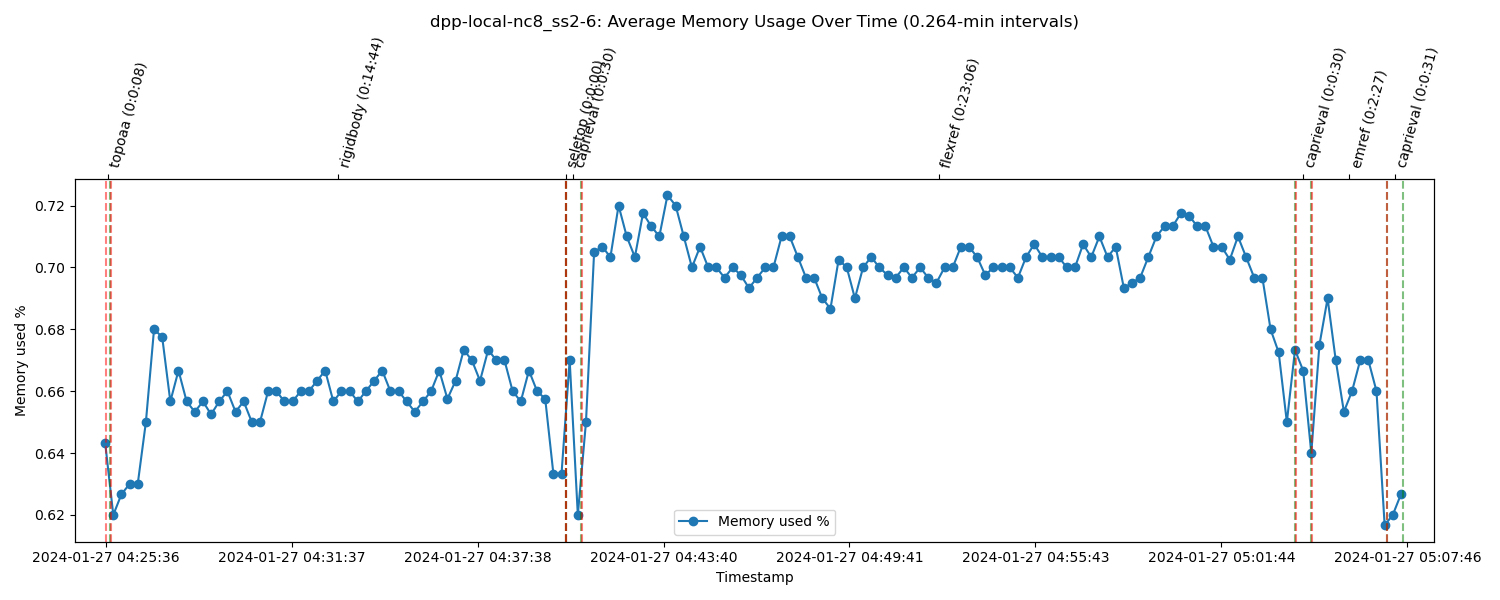 dpp-local-nc8_ss2-6: Average Memory Usage Over Time (0.264-min intervals)
topoaa (0:0:08)
rigidbody (0:14:44)
seletop (0:0:00)
caprieval (0:0:30)
flexref (0:23:06)
caprieval (0:0:30)
emref (0:2:27)
caprieval (0:0:31)
Memory used %
0.72
0.70
0.68
0.66
0.64
0.62
Memory used %
2024-01-27 04:25:36
2024-01-27 04:31:37
2024-01-27 04:37:38
2024-01-27 04:43:40
2024-01-27 04:49:41
2024-01-27 04:55:43
2024-01-27 05:01:44
2024-01-27 05:07:46
Timestamp